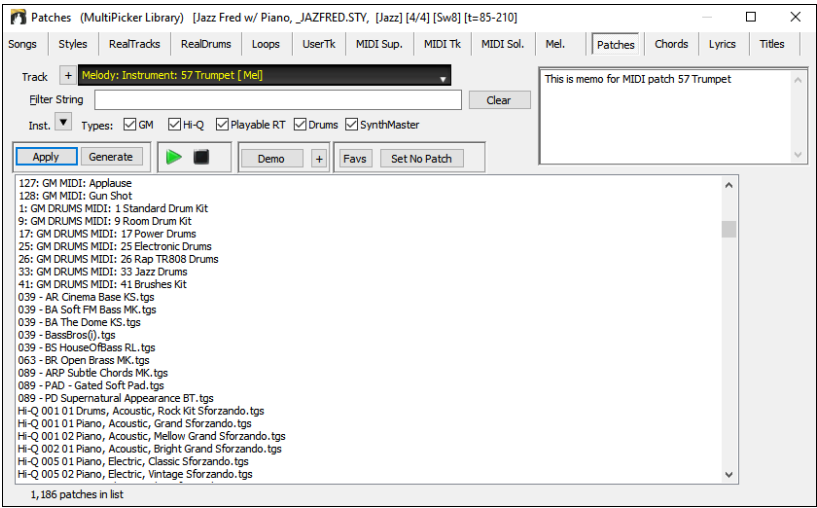 Patches (MultiPicker Library) [Jazz Fred w/ Piano, _JAZFRED.STY, [Jazz] [4/4] [Sw8] [t=85-210]
Songs Styles RealTracks RealDrums Loops UserTk MIDI Sup. MIDI Tk MIDI Sol. Mel. Patches Chords Lyrics Titles
Track + Melody: Instrument: 57 Trumpet [ Mel]
This is memo for MIDI patch 57 Trumpet
Filter String Clear
Inst. Types: GM Hi-Q Playable RT Drums SynthMaster
Apply Generate Demo + Favs Set No Patch
127: GM MIDI: Applause
128: GM MIDI: Gun Shot
1: GM DRUMS MIDI: 1 Standard Drum Kit
9: GM DRUMS MIDI: 9 Room Drum Kit
17: GM DRUMS MIDI: 17 Power Drums
25: GM DRUMS MIDI: 25 Electronic Drums
26: GM DRUMS MIDI: 26 Rap TR808 Drums
33: GM DRUMS MIDI: 33 Jazz Drums
41: GM DRUMS MIDI: 41 Brushes Kit
039 - AR Cinema Base KS.tgs
039 - BA Soft FM Bass MK.tgs
039 - BA The Dome KS.tgs
039 - BassBros(i).tgs
039 - BS HouseOfBass RL.tgs
063 - BR Open Brass MK.tgs
089 - ARP Subtle Chords MK.tgs
089 - PAD - Gated Soft Pad.tgs
089 - PD Supernatural Appearance BT.tgs
Hi-Q 001 01 Drums, Acoustic, Rock Kit Sforzando.tgs
Hi-Q 001 01 Piano, Acoustic, Grand Sforzando.tgs
Hi-Q 001 02 Piano, Acoustic, Mellow Grand Sforzando.tgs
Hi-Q 002 01 Piano, Acoustic, Bright Grand Sforzando.tgs
Hi-Q 005 01 Piano, Electric, Classic Sforzando.tgs
Hi-Q 005 02 Piano, Electric, Vintage Sforzando.tgs
1,186 patches in list